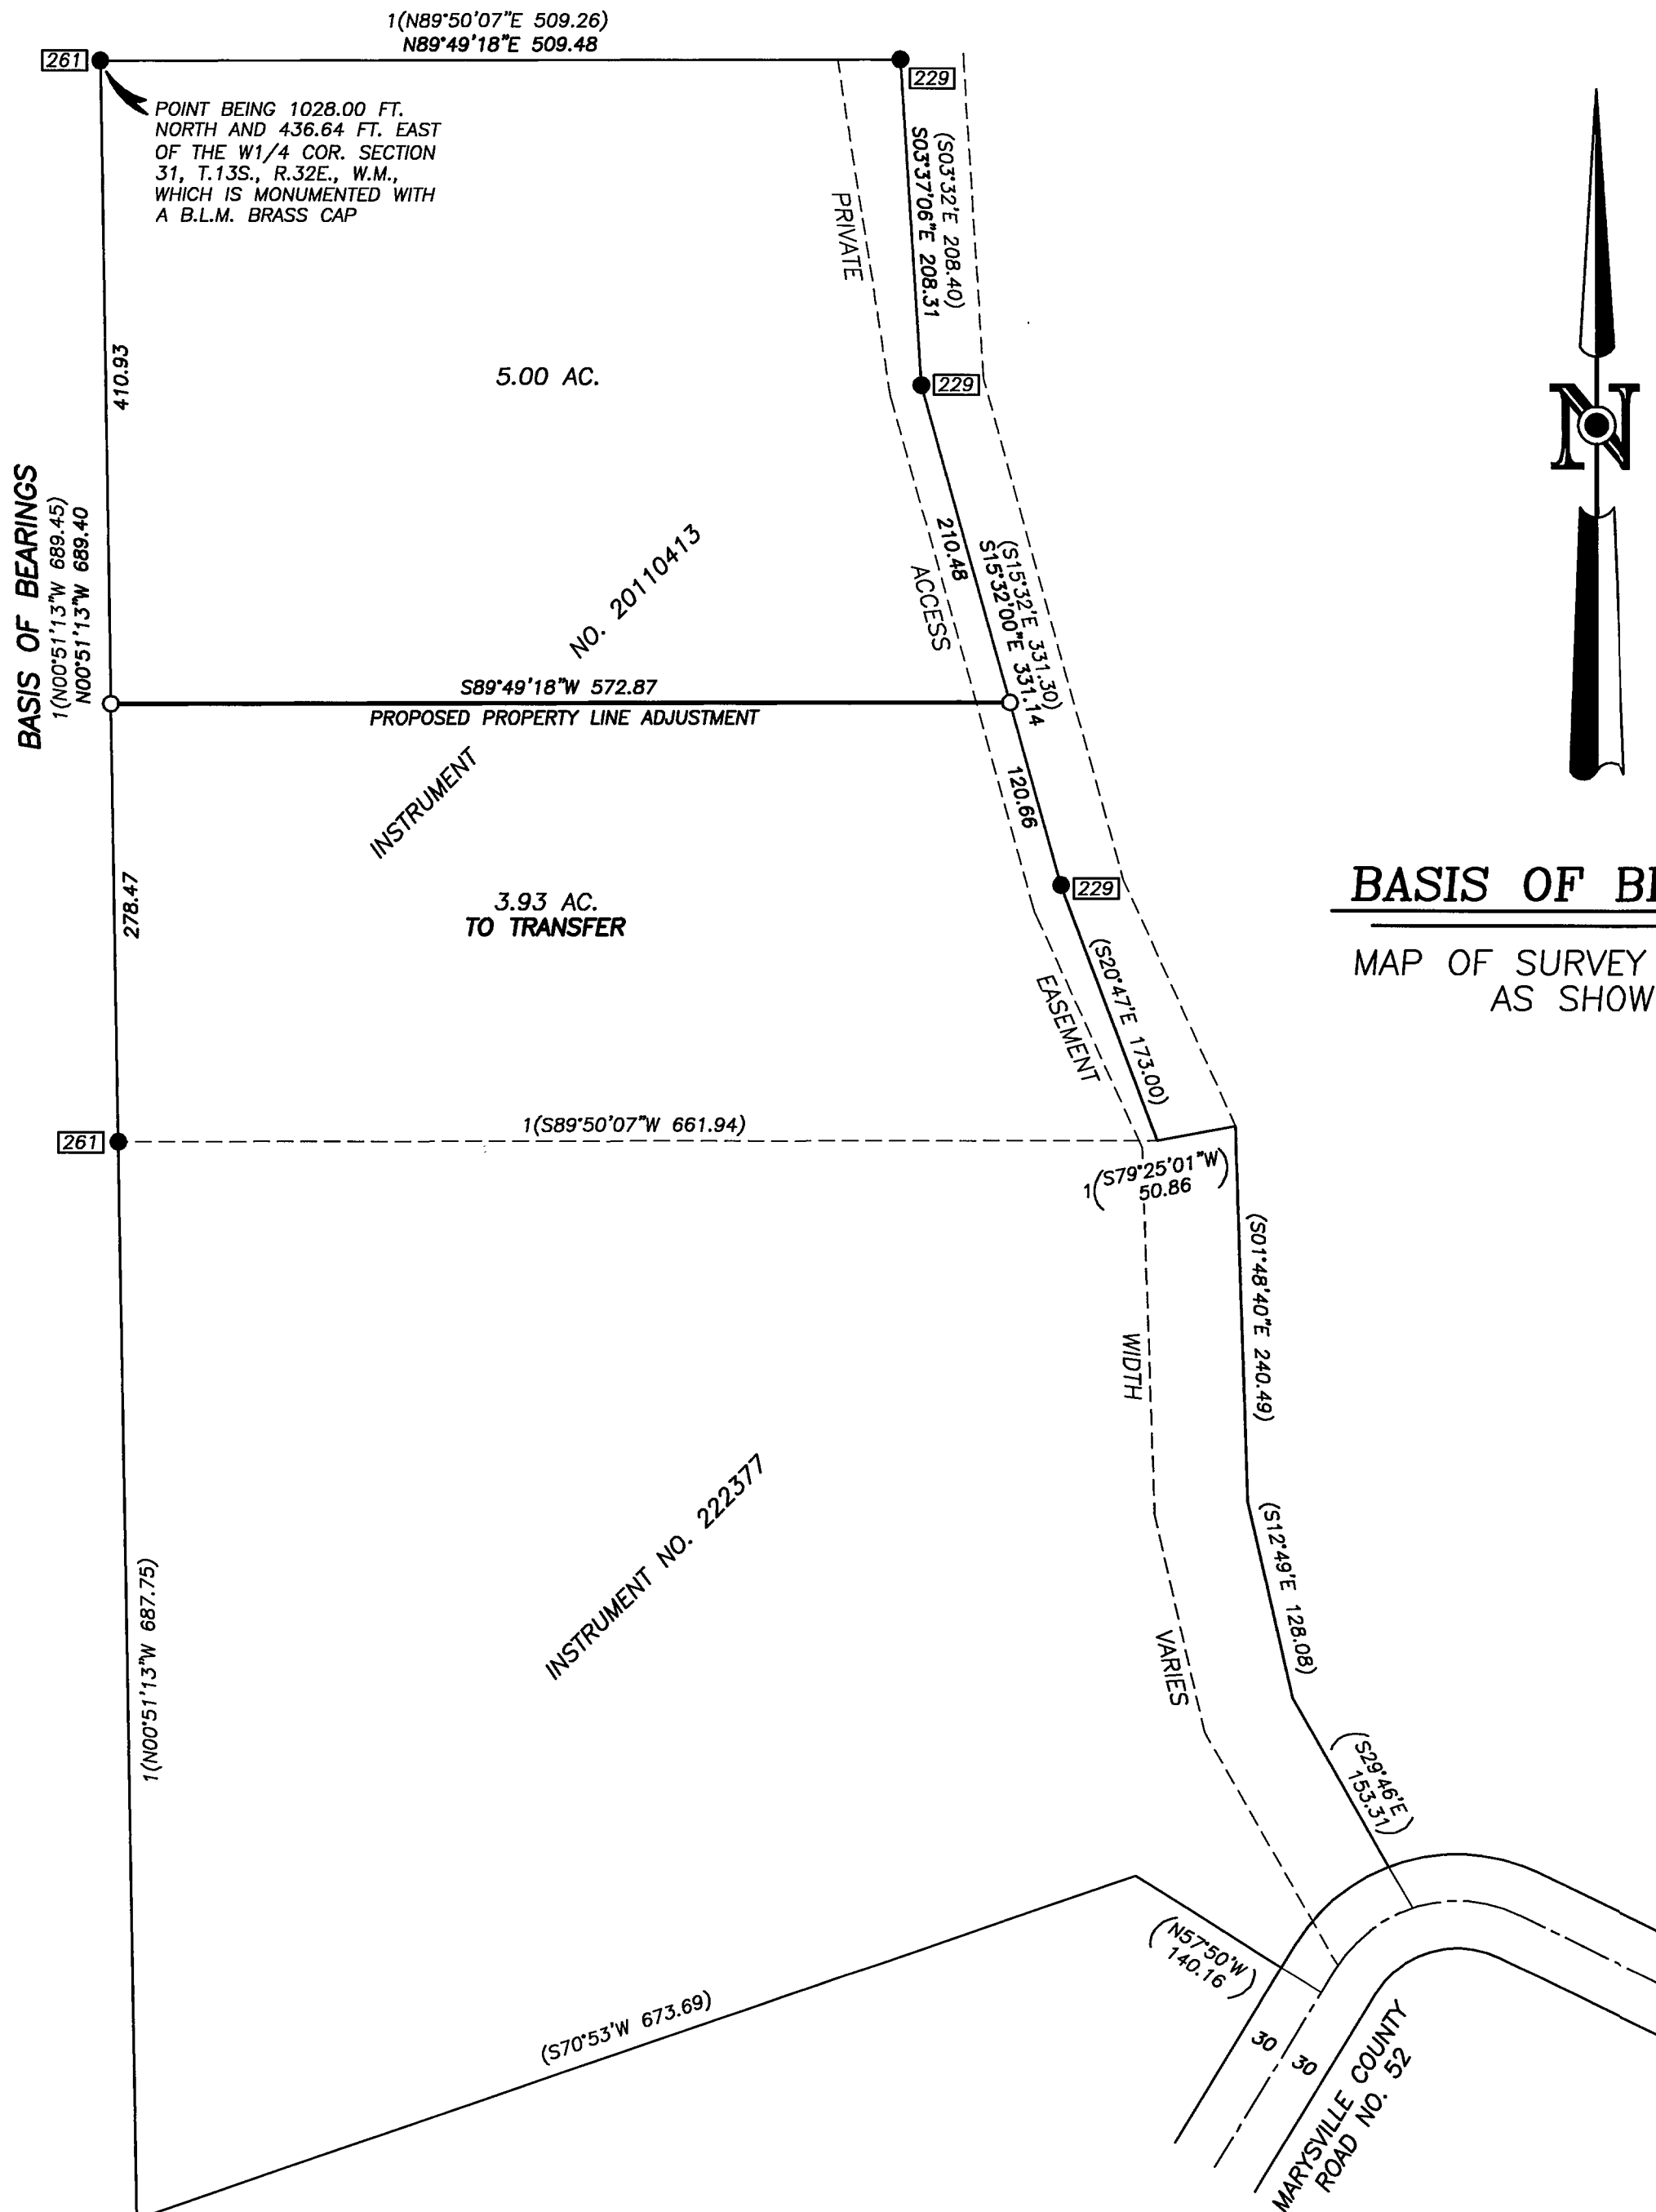 1(N89°50'07"E 509.26)
N89°49'18"E 509.48
261
229
POINT BEING 1028.00 FT.
NORTH AND 436.64 FT. EAST
OF THE W1/4 COR. SECTION
31, T.13S., R.32E., W.M.,
WHICH IS MONUMENTED WITH
A B.L.M. BRASS CAP
(S03°32'E 208.40)
S03°37'06"E 208.31
PRIVATE
410.93
5.00 AC.
229
N
BASIS OF BEARINGS
1(N00°51'13"W 689.45)
N00°51'13"W 689.40
NO. 20110413
210.48
ACCESS
(S15°32'E 331.30)
S15°32'00"E 331.14
S89°49'18"W 572.87
PROPOSED PROPERTY LINE ADJUSTMENT
INSTRUMENT
120.66
278.47
3.93 AC.
TO TRANSFER
229
BASIS OF BE
MAP OF SURVEY
AS SHOW
(S20°47'E 173.00)
EASEMENT
261
1(S89°50'07"W 661.94)
1(S79°25'01"W)
50.86
(S01°48'40"E 240.49)
WIDTH
INSTRUMENT NO. 222377
(S12°49'E 128.08)
1(N00°51'13"W 687.75)
VARIES
(S29°46'E
153.31)
(N57°50'W
140.16)
(S70°53'W 673.69)
30
30
MARYSVILLE COUNTY
ROAD NO. 52